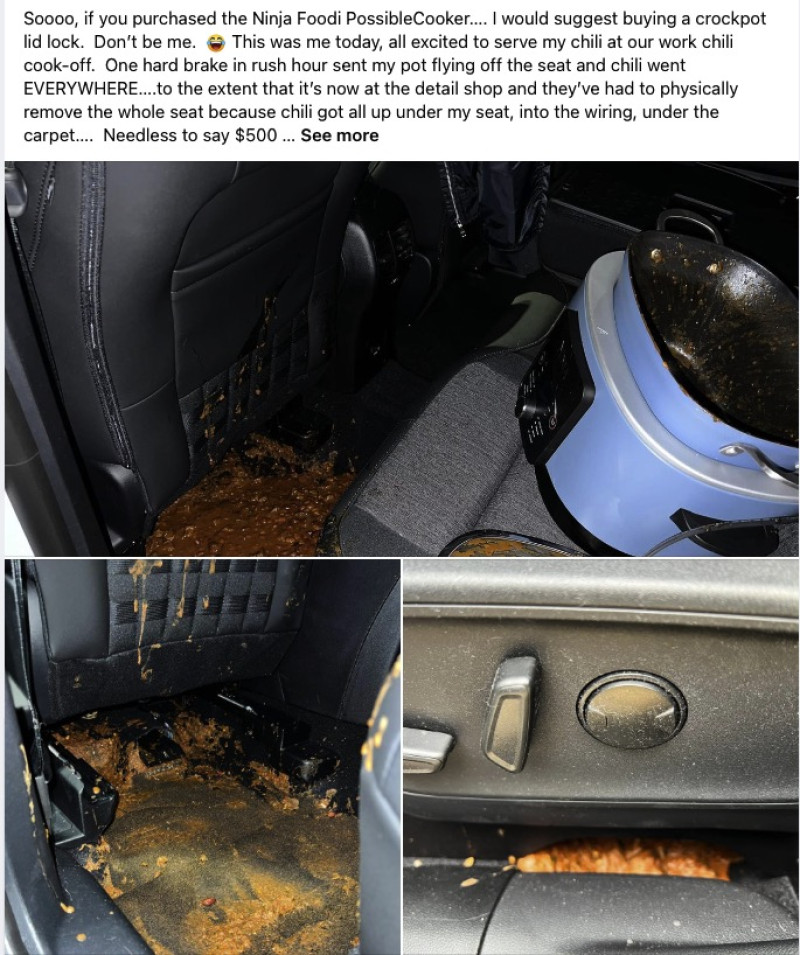 Soooo, if you purchased the Ninja Foodi PossibleCooker.... I would suggest buying a crockpot
lid lock.  Don't be me. 😂 This was me today, all excited to serve my chili at our work chili
cook-off.  One hard brake in rush hour sent my pot flying off the seat and chili went
EVERYWHERE....to the extent that it's now at the detail shop and they've had to physically
remove the whole seat because chili got all up under my seat, into the wiring, under the
carpet....  Needless to say $500 ... See more